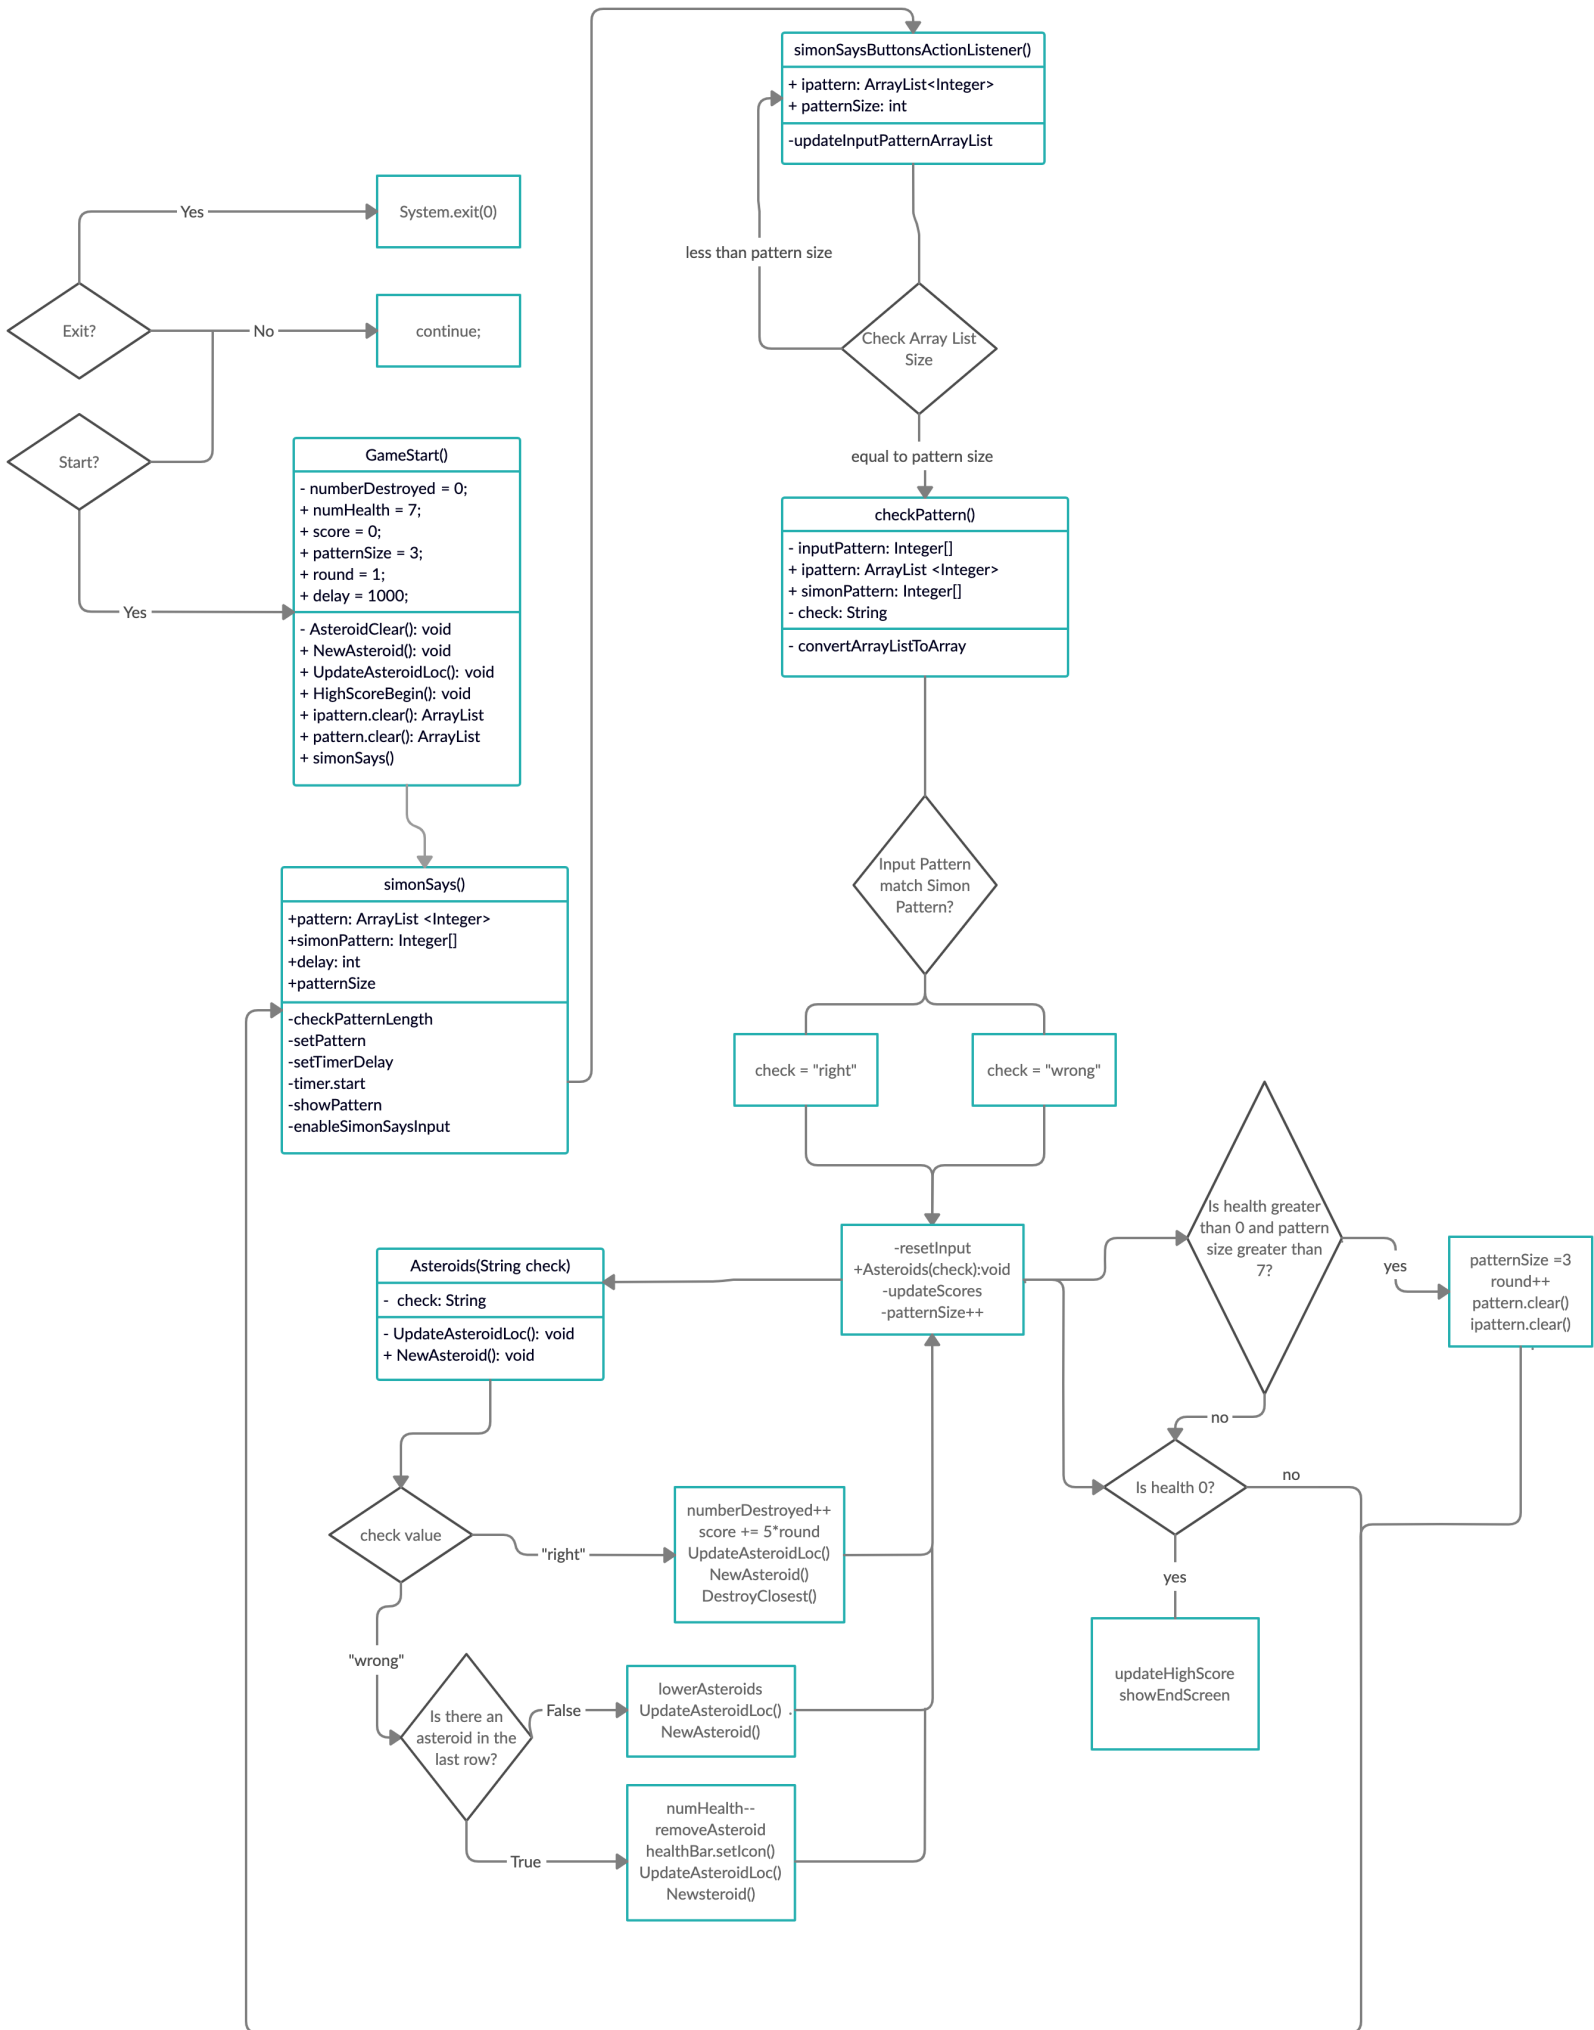 simonSaysButtonsActionListener()
+ ipattern: ArrayList<Integer>
+ patternSize: int
-updateInputPatternArrayList
Yes
System.exit(0)
less than pattern size
Exit?
No
continue;
Check Array List
Size
Start?
equal to pattern size
GameStart()
- numberDestroyed = 0;
+ numHealth = 7;
+ score = 0;
+ patternSize = 3;
+ round = 1;
+ delay = 1000;
- AsteroidClear(): void
+ NewAsteroid(): void
+ UpdateAsteroidLoc(): void
+ HighScoreBegin(): void
+ ipattern.clear(): ArrayList
+ pattern.clear(): ArrayList
+ simonSays()
Yes
checkPattern()
- inputPattern: Integer[]
+ ipattern: ArrayList <Integer>
+ simonPattern: Integer[]
- check: String
- convertArrayListToArray
Input Pattern
match Simon
Pattern?
simonSays()
+pattern: ArrayList <Integer>
+simonPattern: Integer[]
+delay: int
+patternSize
-checkPatternLength
-setPattern
-setTimerDelay
-timer.start
-showPattern
-enableSimonSaysInput
check = "right"
check = "wrong"
Is health greater
than 0 and pattern
size greater than
7?
yes
patternSize =3
round++
pattern.clear()
ipattern.clear()
-resetInput
+Asteroids(check):void
-updateScores
-patternSize++
Asteroids(String check)
- check: String
- UpdateAsteroidLoc(): void
+ NewAsteroid(): void
no
Is health 0?
no
yes
updateHighScore
showEndScreen
check value
"right"
numberDestroyed++
score += 5*round
UpdateAsteroidLoc()
NewAsteroid()
DestroyClosest()
"wrong"
Is there an
asteroid in the
last row?
False
lowerAsteroids
UpdateAsteroidLoc() .
NewAsteroid()
True
numHealth--
removeAsteroid
healthBar.setIcon()
UpdateAsteroidLoc()
Newsteroid()